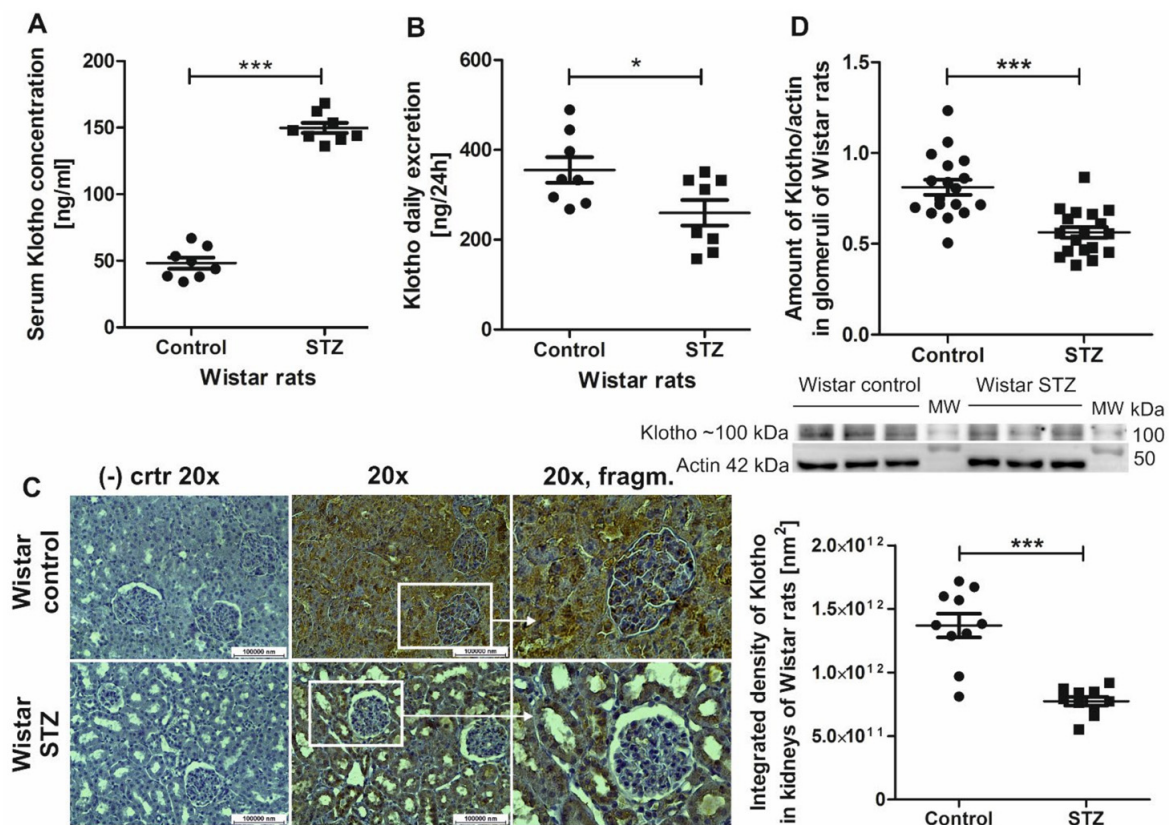 A
Serum Klotho concentration
[ng/ml]
200
150
100
50
0
***
Control STZ
Wistar rats
B
Klotho daily excretion
[ng/24h]
600
400
200
0
*
Control STZ
Wistar rats
D
Amount of Klotho/actin
in glomeruli of Wistar rats
1.5
1.0
0.5
0.0
***
Control STZ
Wistar control MW Wistar STZ MW kDa
Klotho ~100 kDa 100
Actin 42 kDa 50
C
(-) crtr 20x 20x 20x, fragm.
Wistar
control
100000 nm 100000 nm
Wistar
STZ
100000 nm 100000 nm
Integrated density of Klotho
in kidneys of Wistar rats [nm²]
2.0×10¹²
1.5×10¹²
1.0×10¹²
5.0×10¹¹
0
***
Control STZ